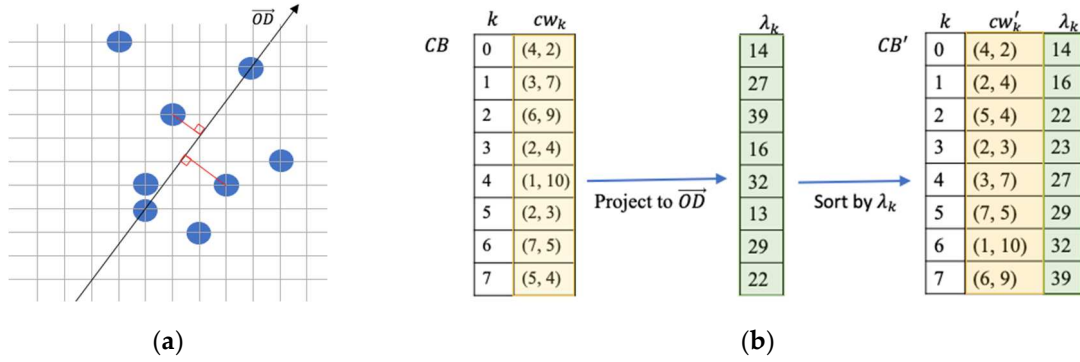 OD
k cw_k λ_k k cw'_k λ_k
CB CB'
0 (4, 2) 14 0 (4, 2) 14
1 (3, 7) 27 1 (2, 4) 16
2 (6, 9) 39 2 (5, 4) 22
3 (2, 4) 16 3 (2, 3) 23
4 (1, 10) 32 4 (3, 7) 27
Project to OD Sort by λ_k
5 (2, 3) 13 5 (7, 5) 29
6 (7, 5) 29 6 (1, 10) 32
7 (5, 4) 22 7 (6, 9) 39
(a) (b)